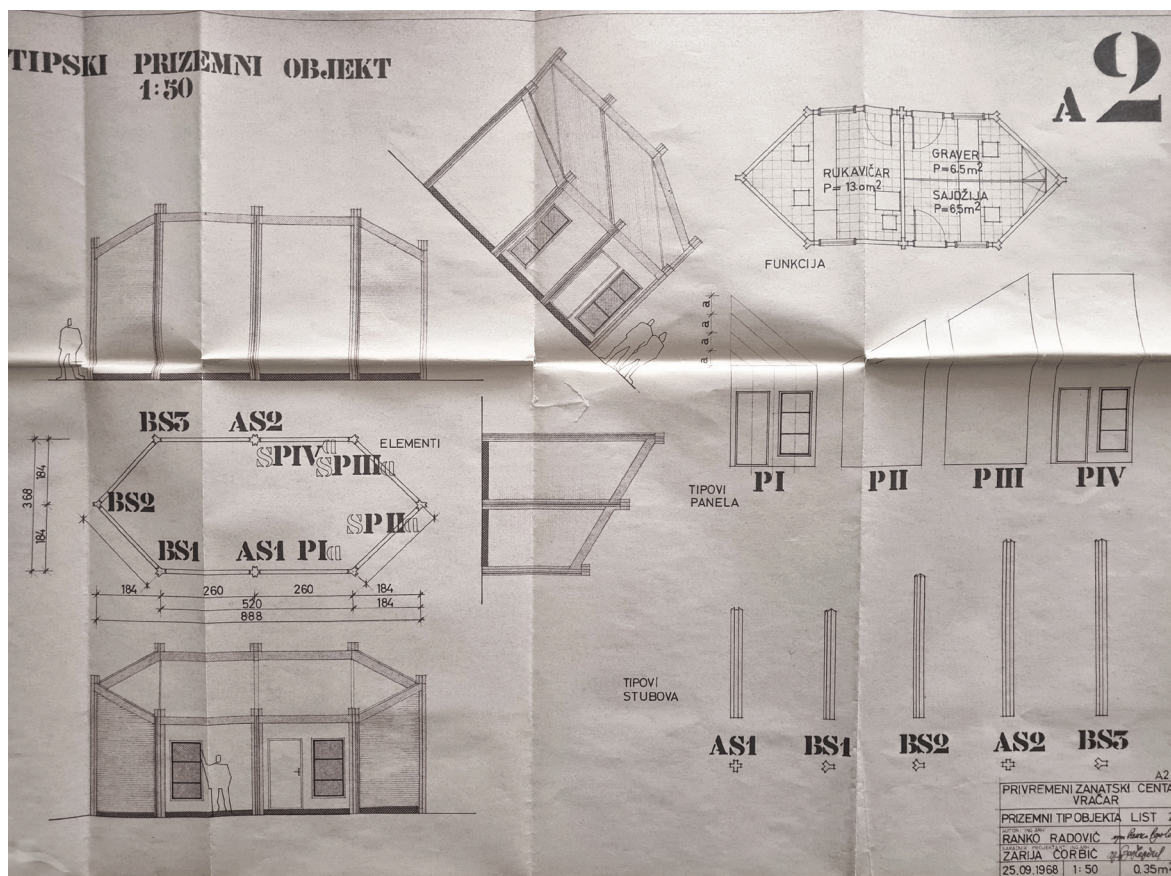 TIPSKI PRIZEMNI OBJEKT
1:50
A 2
RUKAVIČAR
P= 13.0m2
GRAVER
P=6.5m2
SAJDŽIJA
P=6.5m2
FUNKCIJA
a
a
a
a
BS3
AS2
ELEMENTI
SPIVa
SPIIIa
BS2
SPIIa
BS1
AS1
PIa
368
184
184
184
260
260
184
520
184
888
TIPOVI
PANELA
PI
PII
PIII
PIV
TIPOVI
STUBOVA
AS1
BS1
BS2
AS2
BS3
A2
PRIVREMENI ZANATSKI CENTA
VRAČAR
PRIZEMNI TIP OBJEKTA LIST
RANKO RADOVIĆ
ZARIJA ĆORBIĆ
25.09.1968 1:50 0.35m2